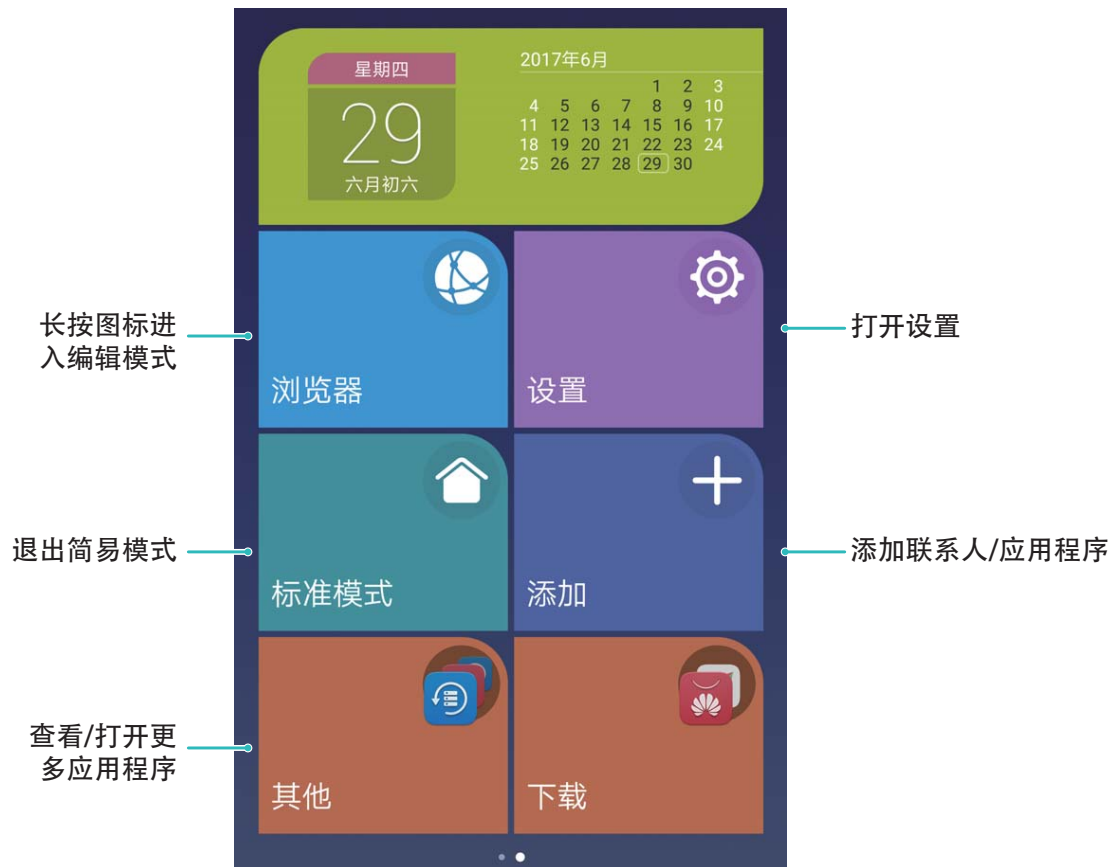 星期四
29
六月初六
2017年6月
1 2 3
4 5 6 7 8 9 10
11 12 13 14 15 16 17
18 19 20 21 22 23 24
25 26 27 28 29 30
长按图标进
入编辑模式
浏览器
设置
打开设置
退出简易模式
标准模式
添加
添加联系人/应用程序
查看/打开更
多应用程序
其他
下载